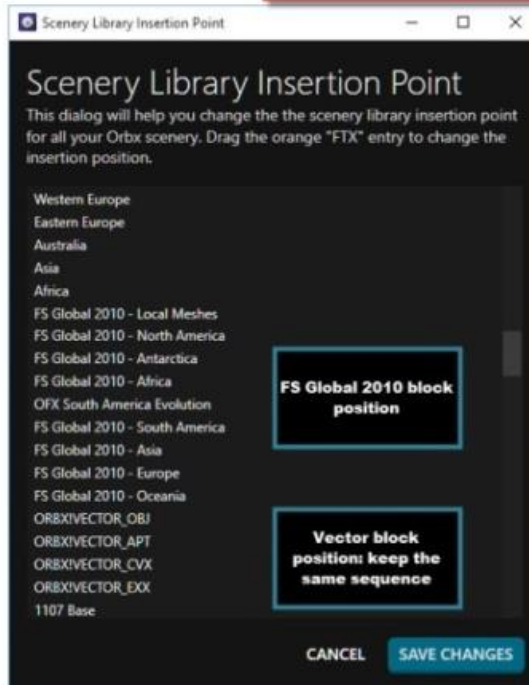 Scenery Library Insertion Point
Scenery Library Insertion Point
This dialog will help you change the the scenery library insertion point
for all your Orbx scenery. Drag the orange "FTX" entry to change the
insertion position.
Western Europe
Eastern Europe
Australia
Asia
Africa
FS Global 2010 - Local Meshes
FS Global 2010 - North America
FS Global 2010 - Antarctica
FS Global 2010 - Africa
OFX South America Evolution
FS Global 2010 - South America
FS Global 2010 - Asia
FS Global 2010 - Europe
FS Global 2010 - Oceania
ORBX!VECTOR_OBJ
ORBX!VECTOR_APT
ORBX!VECTOR_CVX
ORBX!VECTOR_EXX
1107 Base
FS Global 2010 block
position
Vector block
position: keep the
same sequence
CANCEL
SAVE CHANGES